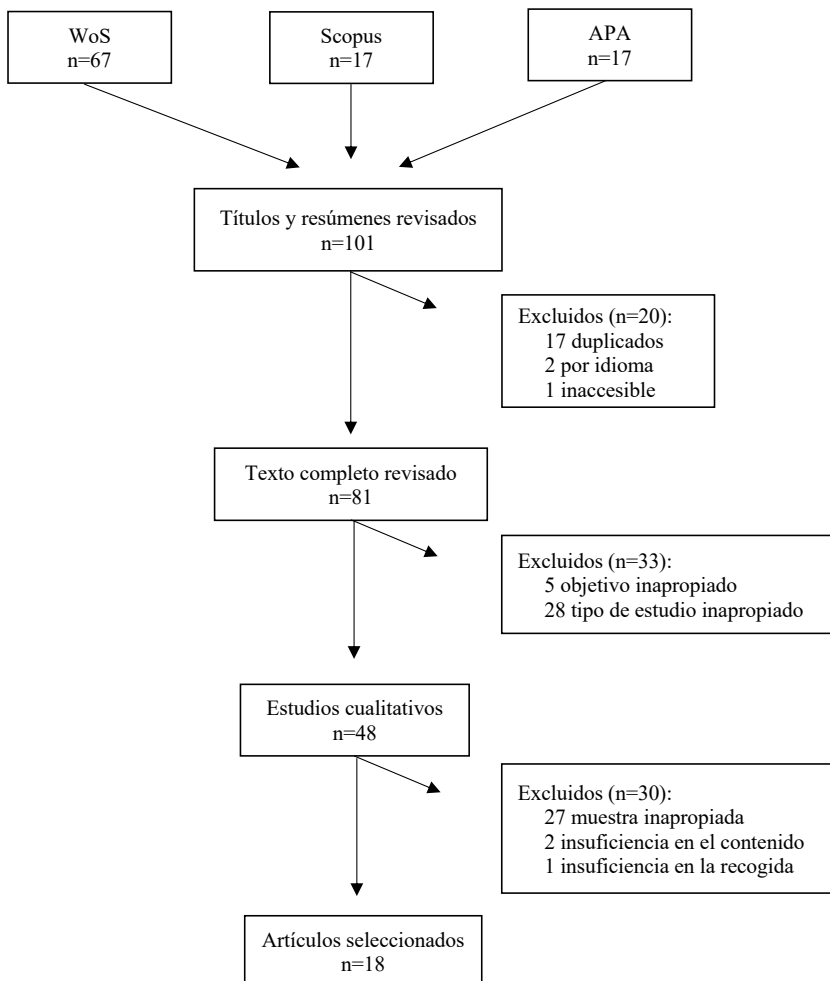 WoS
n=67
Scopus
n=17
APA
n=17
Títulos y resúmenes revisados
n=101
Excluidos (n=20):
17 duplicados
2 por idioma
1 inaccesible
Texto completo revisado
n=81
Excluidos (n=33):
5 objetivo inapropiado
28 tipo de estudio inapropiado
Estudios cualitativos
n=48
Excluidos (n=30):
27 muestra inapropiada
2 insuficiencia en el contenido
1 insuficiencia en la recogida
Artículos seleccionados
n=18